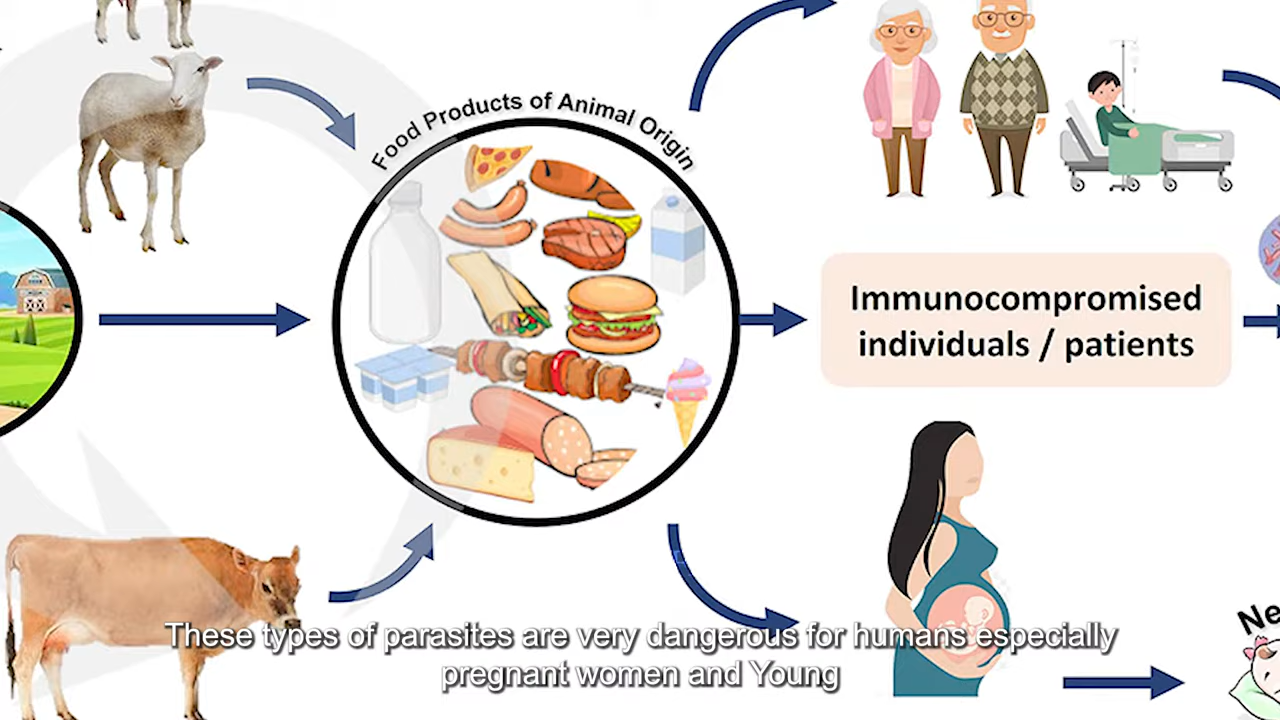 Food Products of Animal Origin
Immunocompromised
individuals / patients
Ne
These types of parasites are very dangerous for humans especially
pregnant women and Young